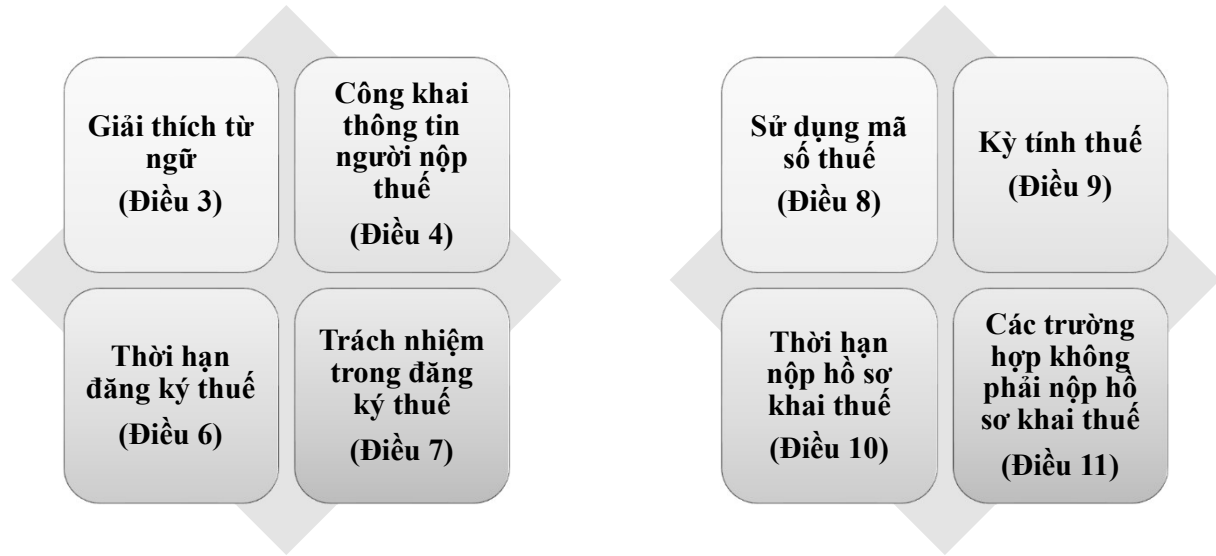 Giải thích từ
ngữ
(Điều 3)
Công khai
thông tin
người nộp
thuế
(Điều 4)
Thời hạn
đăng ký thuế
(Điều 6)
Trách nhiệm
trong đăng
ký thuế
(Điều 7)
Sử dụng mã
số thuế
(Điều 8)
Kỳ tính thuế
(Điều 9)
Thời hạn
nộp hồ sơ
khai thuế
(Điều 10)
Các trường
hợp không
phải nộp hồ
sơ khai thuế
(Điều 11)